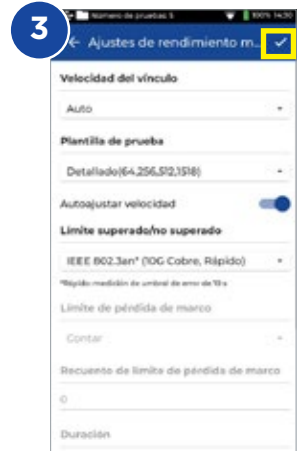 3
Número de pruebas: 5
100% 14:30
← Ajustes de rendimiento m...
Velocidad del vínculo
Auto
Plantilla de prueba
Detallado(64,256,512,1518)
Autoajustar velocidad
Límite superado/no superado
IEEE 802.3an* (10G Cobre, Rápido)
*Rápido: medición de umbral de error de 10 s
Límite de pérdida de marco
Contar
Recuento de límite de pérdida de marco
0
Duración